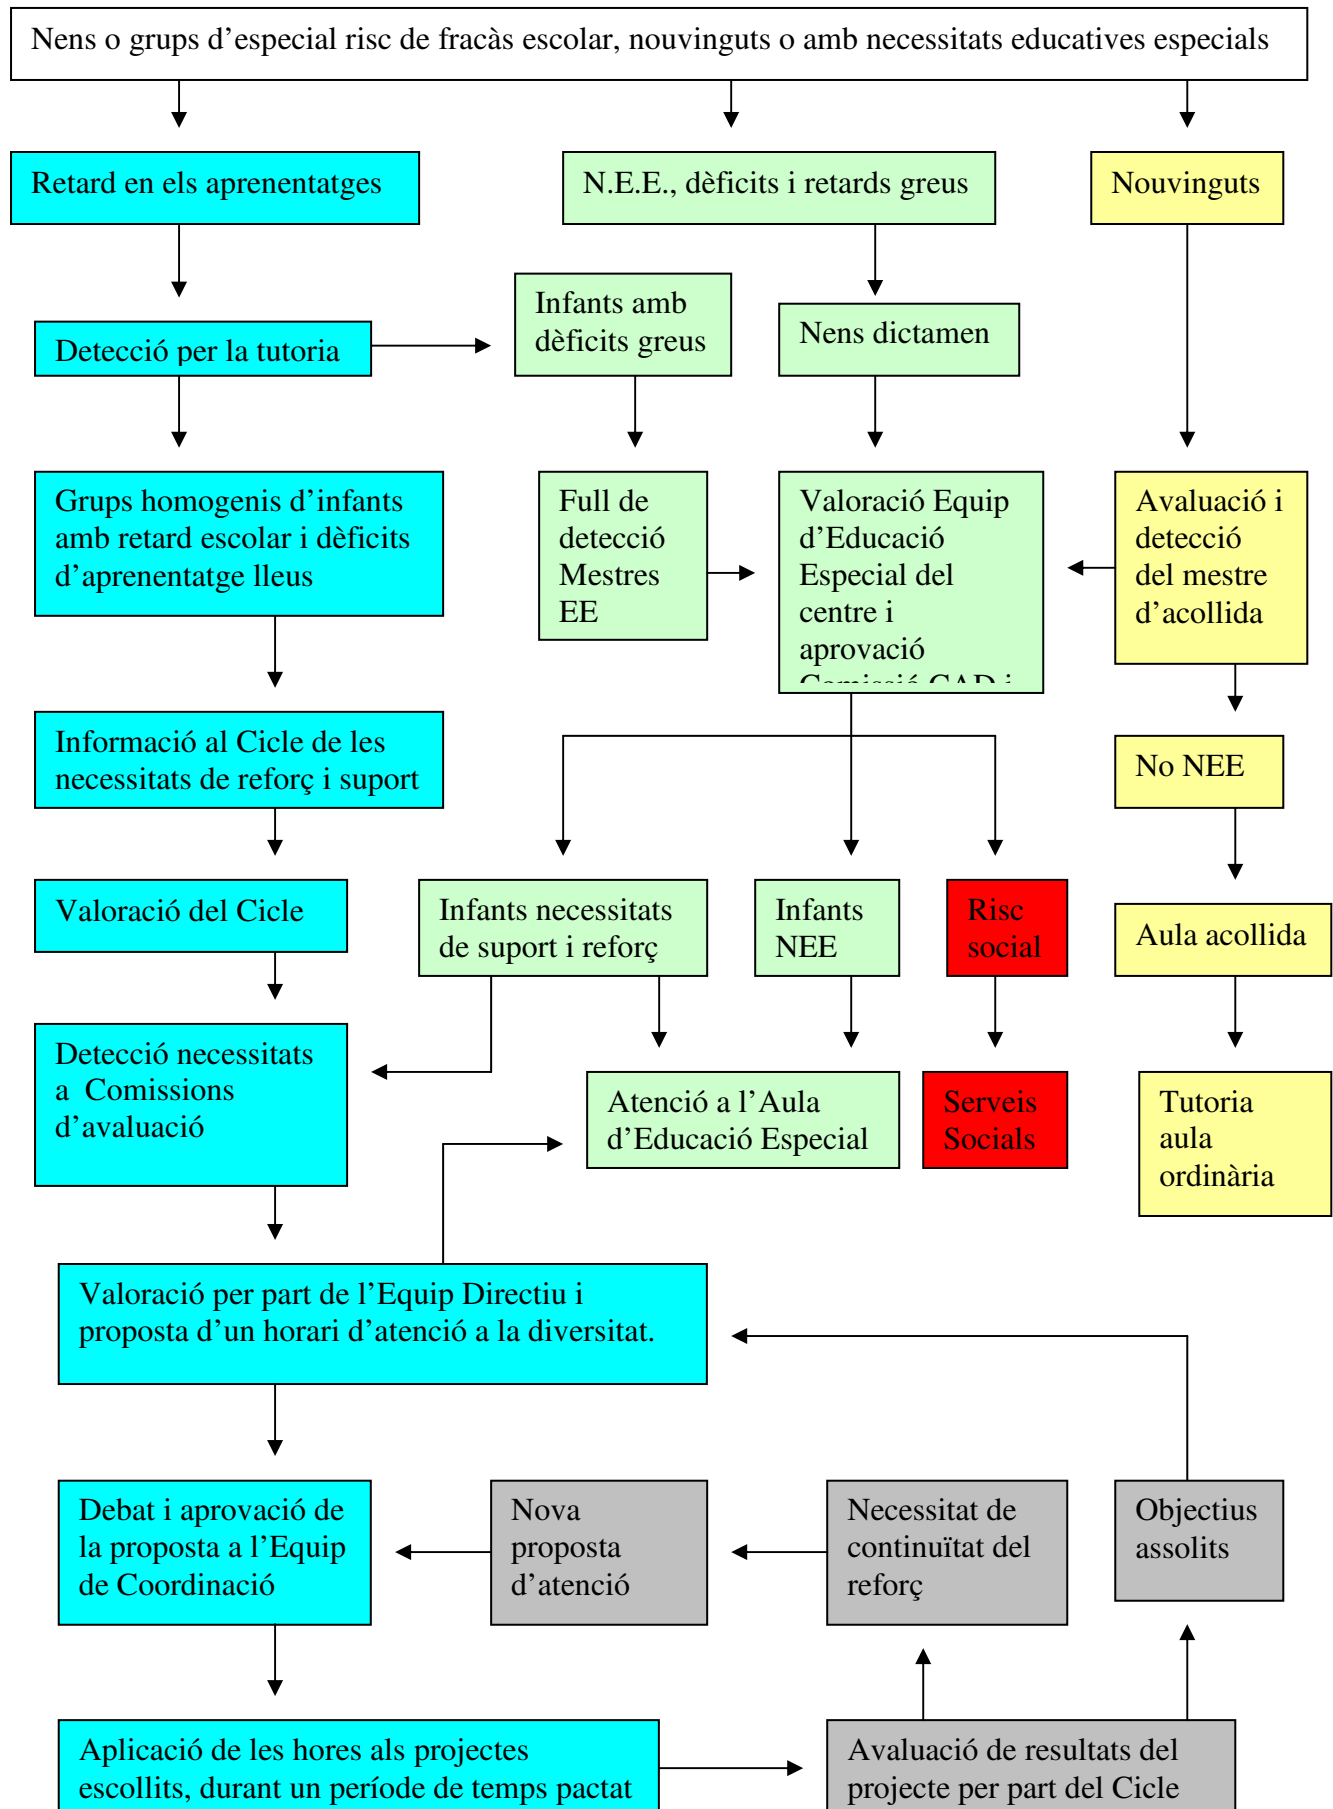 Nens o grups d’especial risc de fracàs escolar, nouvinguts o amb necessitats educatives especials
Retard en els aprenentatges
N.E.E., dèficits i retards greus
Nouvinguts
Infants amb
dèficits greus
Nens dictamen
Detecció per la tutoria
Grups homogenis d’infants
amb retard escolar i dèficits
d’aprenentatge lleus
Full de
detecció
Mestres
EE
Valoració Equip
d’Educació
Especial del
centre i
aprovació
Comissió CAD i
Avaluació i
detecció
del mestre
d’acollida
Informació al Cicle de les
necessitats de reforç i suport
No NEE
Valoració del Cicle
Infants necessitats
de suport i reforç
Infants
NEE
Risc
social
Aula acollida
Detecció necessitats
a Comissions
d’avaluació
Atenció a l’Aula
d’Educació Especial
Serveis
Socials
Tutoria
aula
ordinària
Valoració per part de l’Equip Directiu i
proposta d’un horari d’atenció a la diversitat.
Debat i aprovació de
la proposta a l’Equip
de Coordinació
Nova
proposta
d’atenció
Necessitat de
continuïtat del
reforç
Objectius
assolits
Aplicació de les hores als projectes
escollits, durant un període de temps pactat
Avaluació de resultats del
projecte per part del Cicle